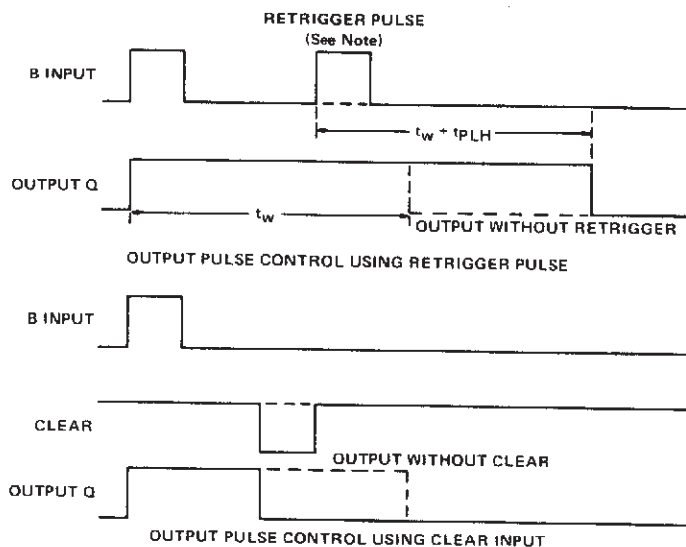 RETRIGGER PULSE
(See Note)
B INPUT
tw + tPLH
OUTPUT Q
tw
OUTPUT WITHOUT RETRIGGER
OUTPUT PULSE CONTROL USING RETRIGGER PULSE
B INPUT
CLEAR
OUTPUT WITHOUT CLEAR
OUTPUT Q
OUTPUT PULSE CONTROL USING CLEAR INPUT